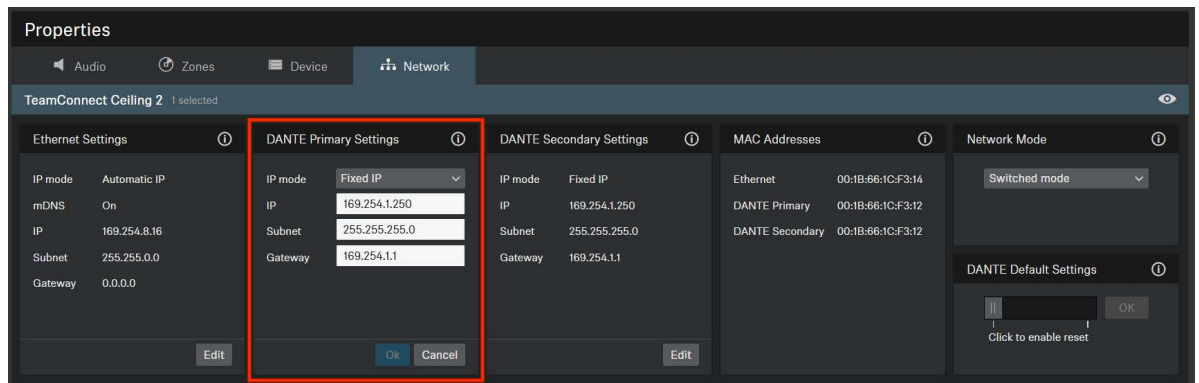 Properties
Audio
Zones
Device
Network
TeamConnect Ceiling 2 1 selected
Ethernet Settings
IP mode Automatic IP
mDNS On
IP 169.254.8.16
Subnet 255.255.0.0
Gateway 0.0.0.0
Edit
DANTE Primary Settings
IP mode Fixed IP
IP 169.254.1.250
Subnet 255.255.255.0
Gateway 169.254.1.1
Ok Cancel
DANTE Secondary Settings
IP mode Fixed IP
IP 169.254.1.250
Subnet 255.255.255.0
Gateway 169.254.1.1
Edit
MAC Addresses
Ethernet 00:1B:66:1C:F3:14
DANTE Primary 00:1B:66:1C:F3:12
DANTE Secondary 00:1B:66:1C:F3:12
Network Mode
Switched mode
DANTE Default Settings
OK
Click to enable reset